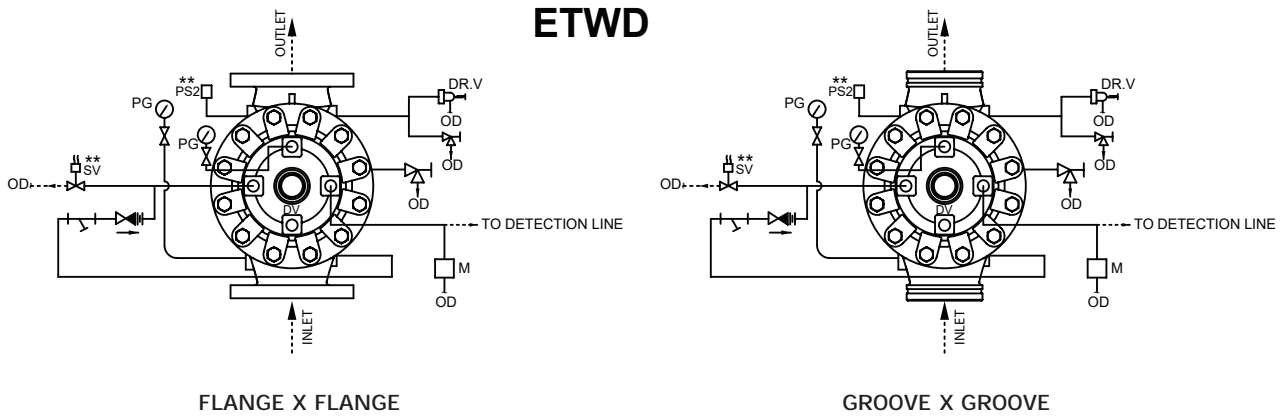 ETWD
OUTLET
**
PS2
PG
PG
DR.V
OD
OD
**
SV
OD
OD
DV
TO DETECTION LINE
M
OD
INLET
FLANGE X FLANGE
OUTLET
**
PS2
PG
PG
DR.V
OD
OD
**
SV
OD
OD
DV
TO DETECTION LINE
M
OD
INLET
GROOVE X GROOVE